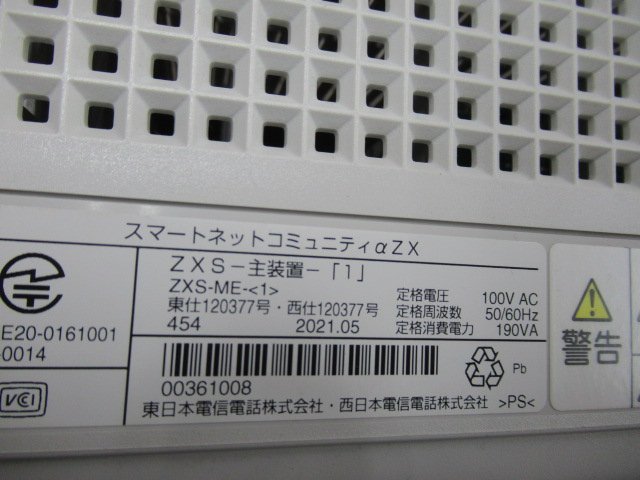 スマートネットコミュニティαZX
ZXS－主装置－「1」
ZXS-ME-<1>
東仕120377号・西仕120377号
454 2021.05
定格電圧 100V AC
定格周波数 50/60Hz
定格消費電力 190VA
E20-0161001
-0014
VCI
00361008
Pb
東日本電信電話株式会社・西日本電信電話株式会社 >PS<
警告